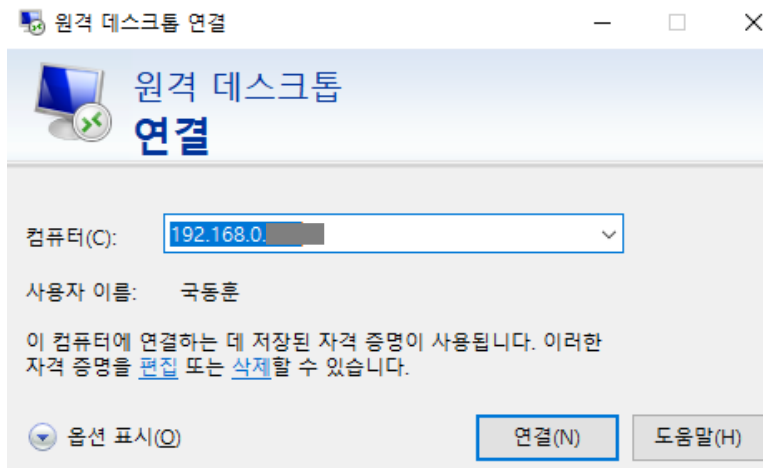 원격 데스크톱 연결
원격 데스크톱
연결
컴퓨터(C): 192.168.0.
사용자 이름: 국동훈
이 컴퓨터에 연결하는 데 저장된 자격 증명이 사용됩니다. 이러한
자격 증명을 편집 또는 삭제할 수 있습니다.
옵션 표시(O) 연결(N) 도움말(H)